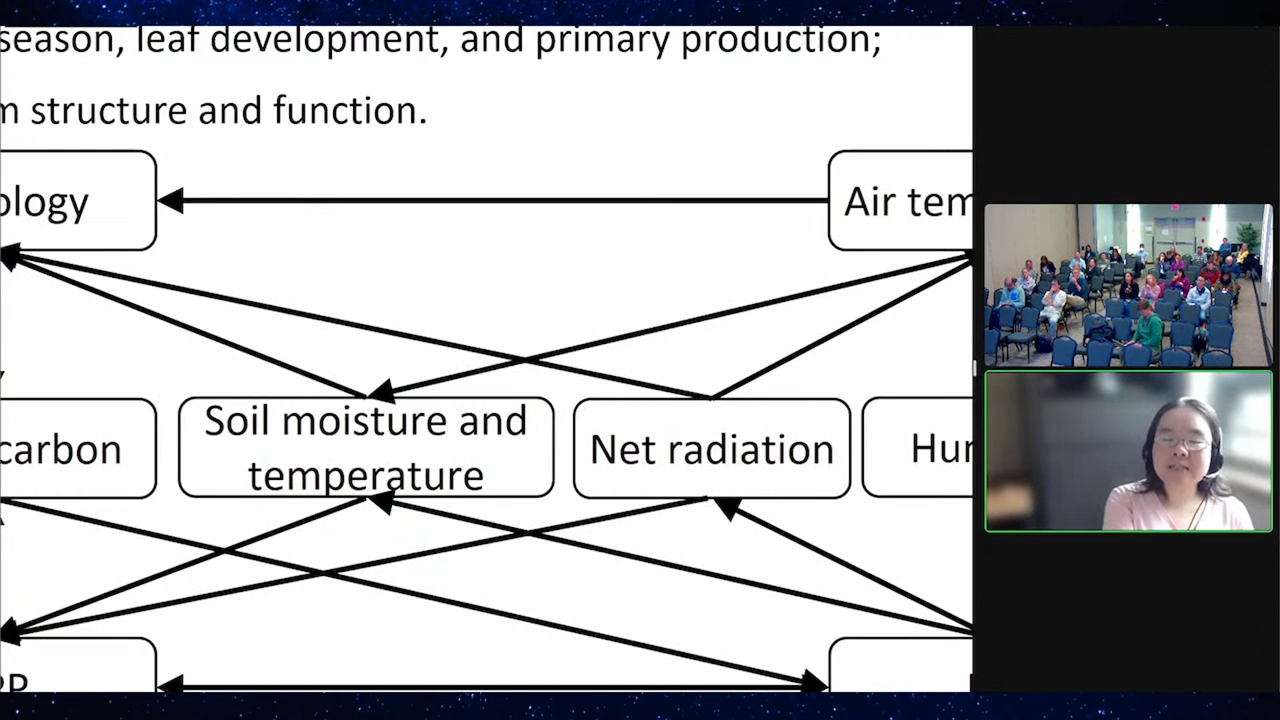 season, leaf development, and primary production;
m structure and function.
ology
Air tem
carbon
Soil moisture and
temperature
Net radiation
Hu